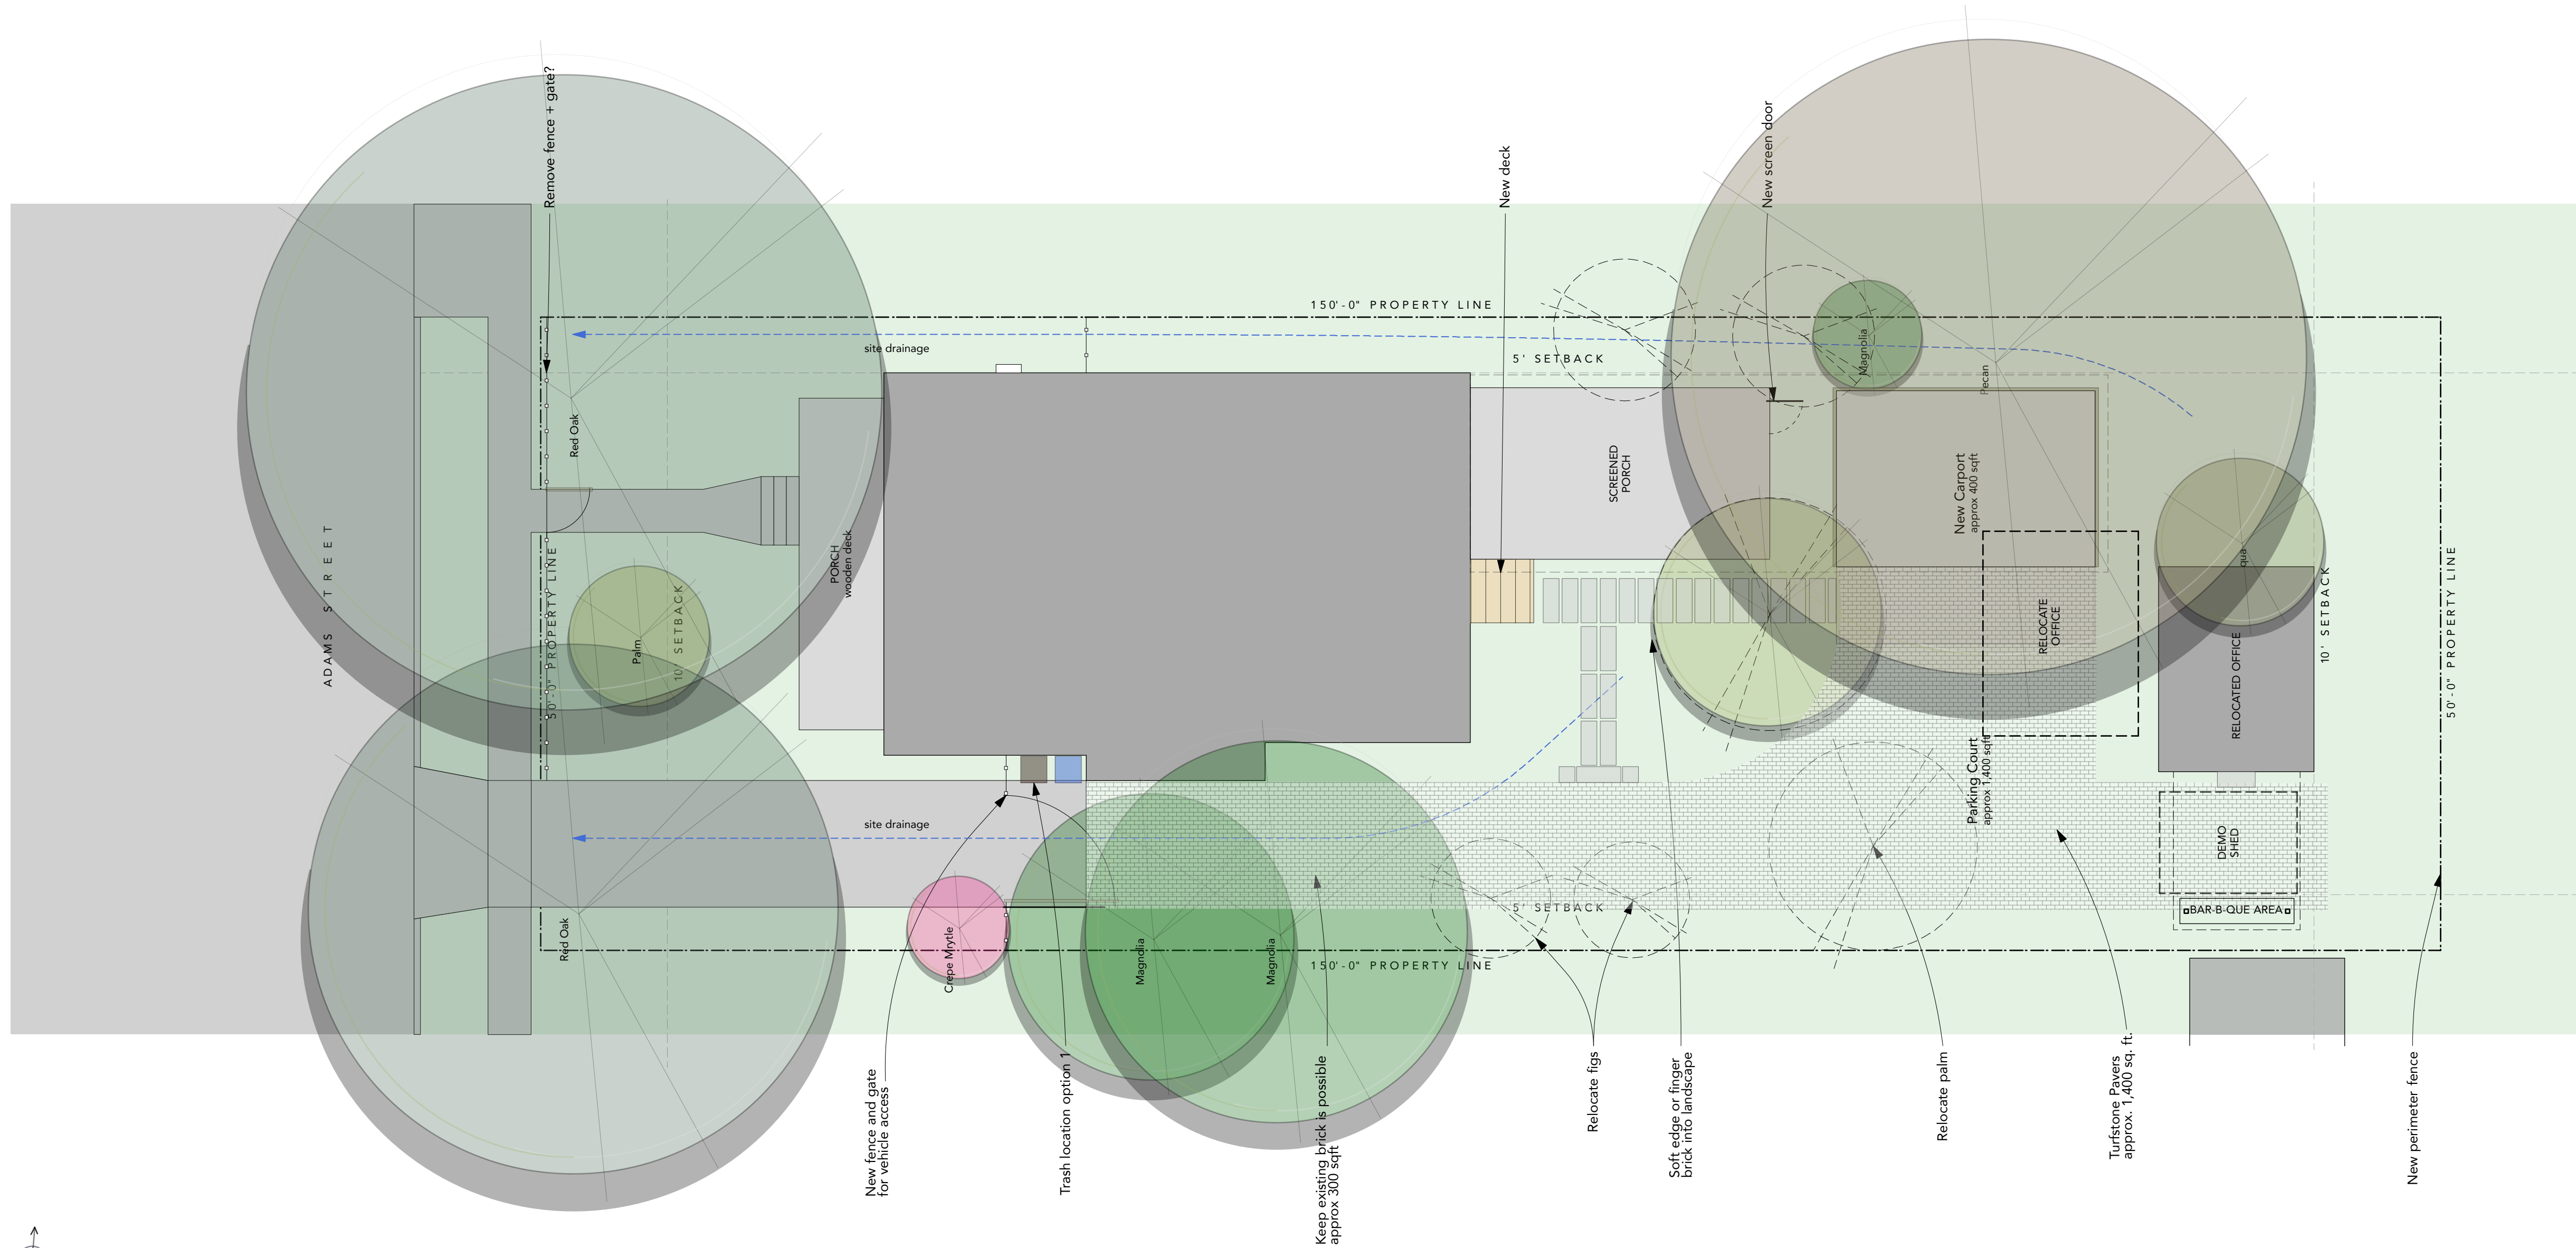 Remove fence + gate?
New deck
New screen door
150'-0" PROPERTY LINE
site drainage
5' SETBACK
Magnolia
Pecan
Red Oak
ADAMS STREET
50'-0" PROPERTY LINE
Palm
10' SETBACK
PORCH
wooden deck
SCREENED
PORCH
New Carport
approx 400 sqft
RELOCATE
OFFICE
qua
RELOCATED OFFICE
10' SETBACK
50'-0" PROPERTY LINE
Parking Court
approx 1,400 sqft
site drainage
DEMO
SHED
BAR-B-QUE AREA
5' SETBACK
Red Oak
Crepe Mrytle
Magnolia
Magnolia
150'-0" PROPERTY LINE
New fence and gate
for vehicle access
Trash location option 1
Keep existing brick is possible
approx 300 sqft
Relocate figs
Soft edge or finger
brick into landscape
Relocate palm
Turfstone Pavers
approx. 1,400 sq. ft.
New perimeter fence